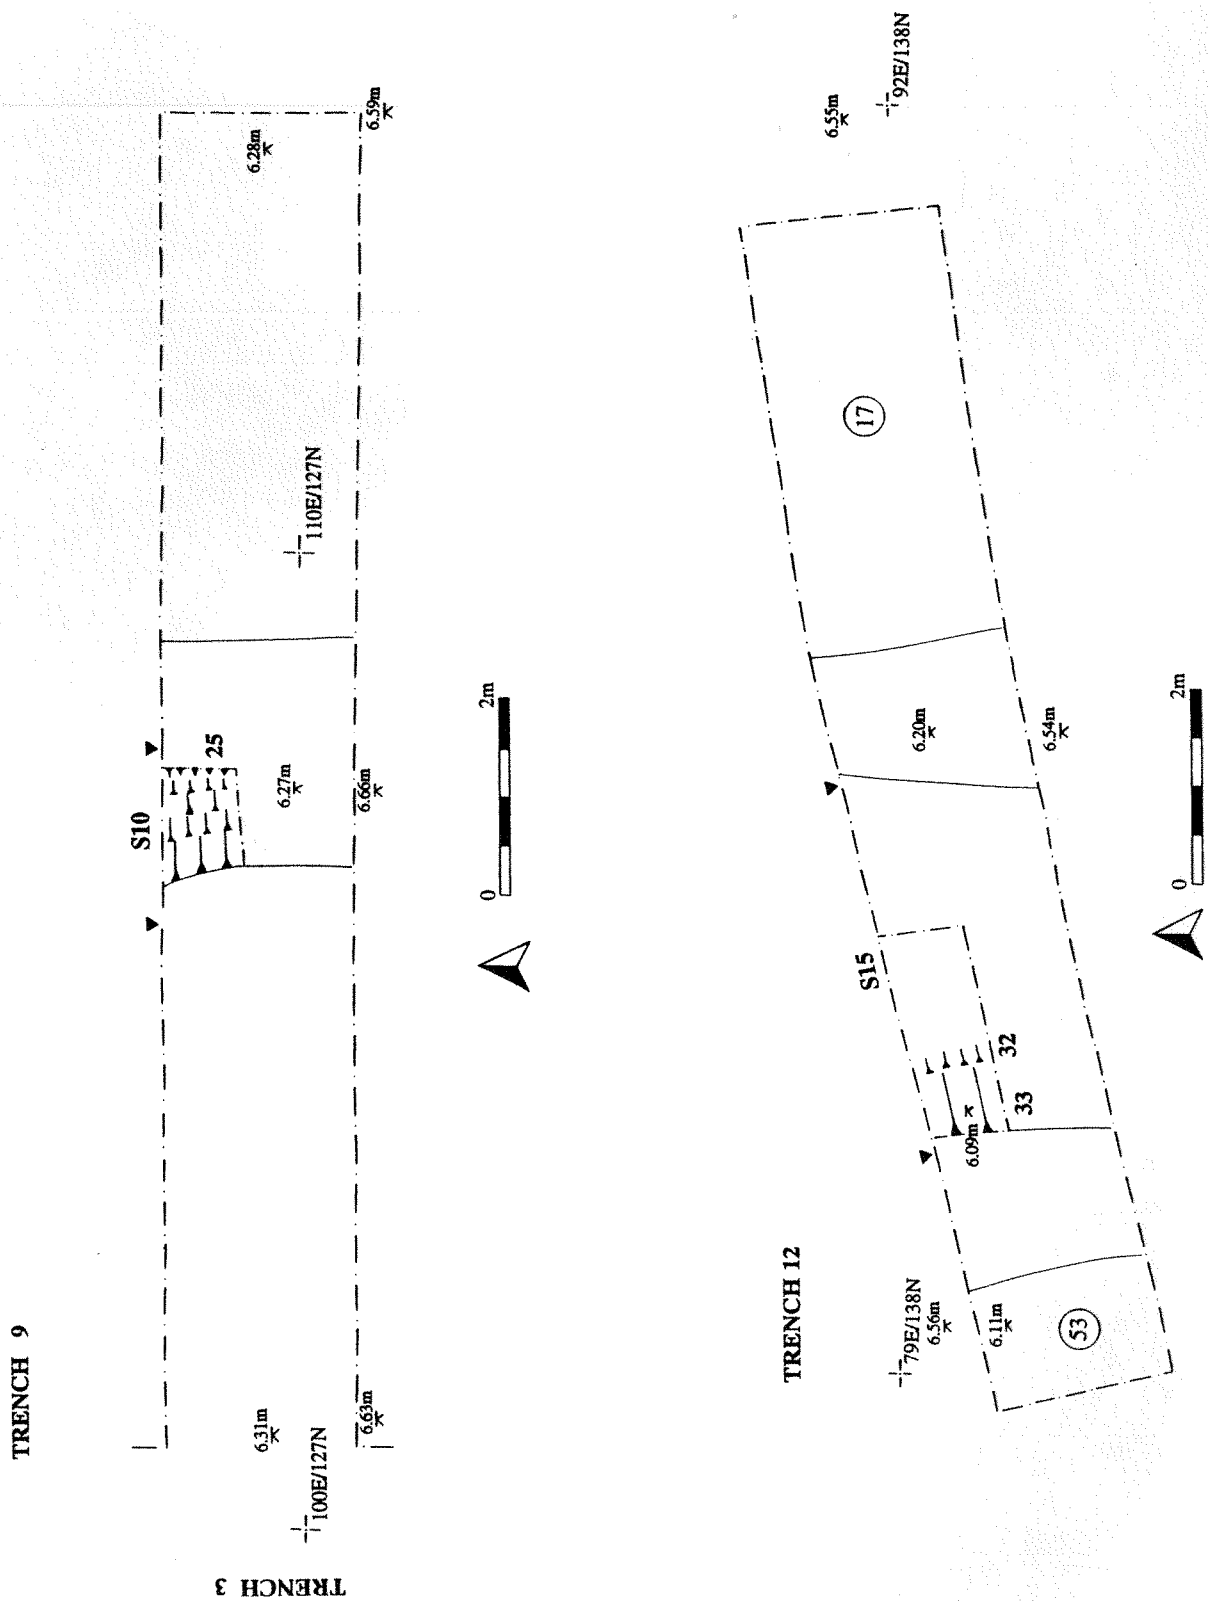 TRENCH 9
TRENCH 3
100E/127N
6.31m
6.63m
S10
25
6.27m
6.66m
110E/127N
6.28m
6.59m
0
2m
TRENCH 12
79E/138N
6.56m
6.11m
53
6.09m
33
32
S15
6.20m
6.54m
17
6.55m
92E/138N
0
2m